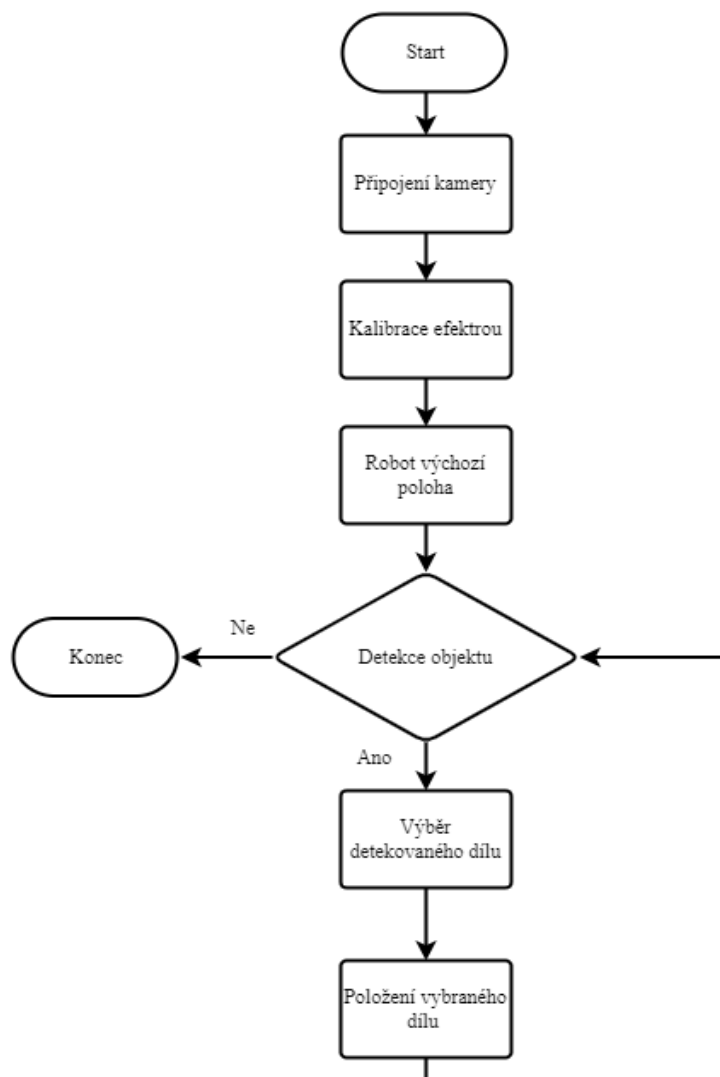 Start
Připojení kamery
Kalibrace efektrou
Robot výchozí
poloha
Detekce objektu
Ne
Konec
Ano
Výběr
detekovaného dílu
Položení vybraného
dílu